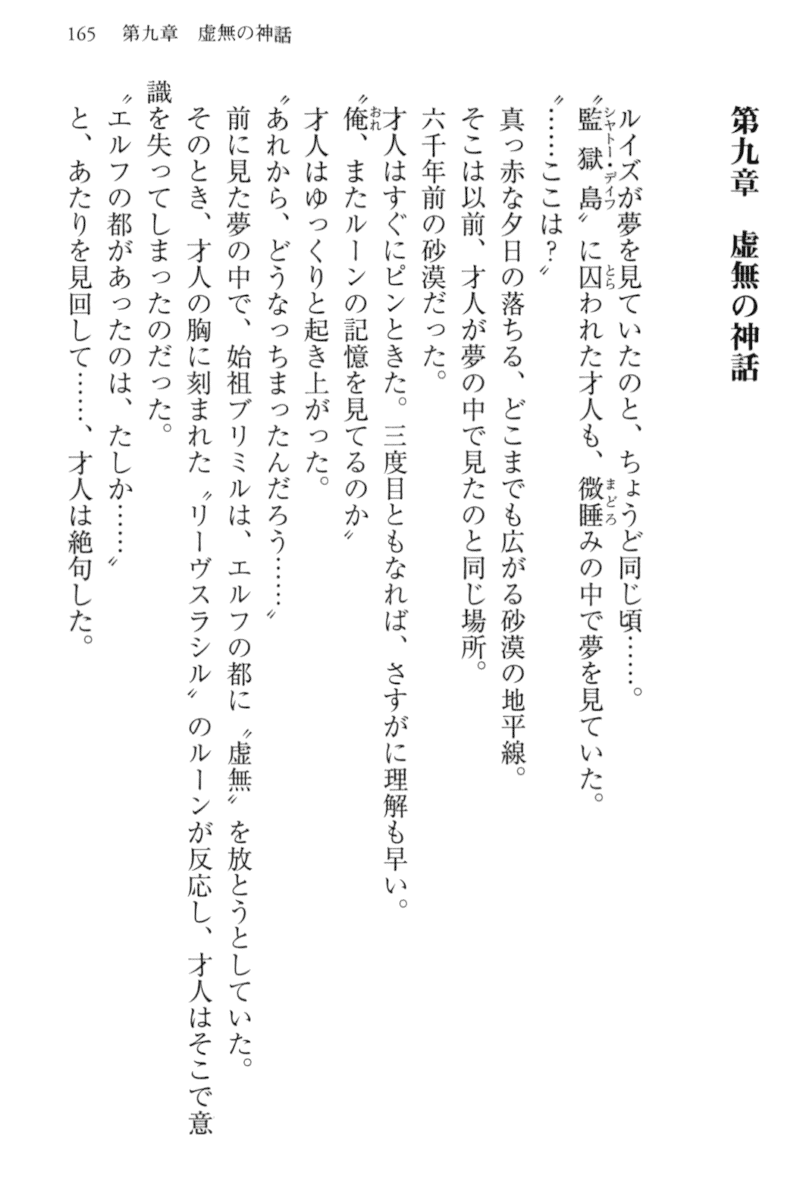 165　第九章　虚無の神話
第九章　虚無の神話
ルイズが夢を見ていたのと、ちょうど同じ頃……。
〝監獄島〟に囚われた才人も、微睡みの中で夢を見ていた。
シャトー・ディフ
とら
まどろ
〝……ここは？〟
真っ赤な夕日の落ちる、どこまでも広がる砂漠の地平線。
そこは以前、才人が夢の中で見たのと同じ場所。
六千年前の砂漠だった。
才人はすぐにピンときた。三度目ともなれば、さすがに理解も早い。
〝俺、またルーンの記憶を見てるのか〟
おれ
才人はゆっくりと起き上がった。
〝あれから、どうなっちまったんだろう……〟
前に見た夢の中で、始祖ブリミルは、エルフの都に〝虚無〟を放とうとしていた。
そのとき、才人の胸に刻まれた〝リーヴスラシル〟のルーンが反応し、才人はそこで意
識を失ってしまったのだった。
〝エルフの都があったのは、たしか……〟
と、あたりを見回して……、才人は絶句した。